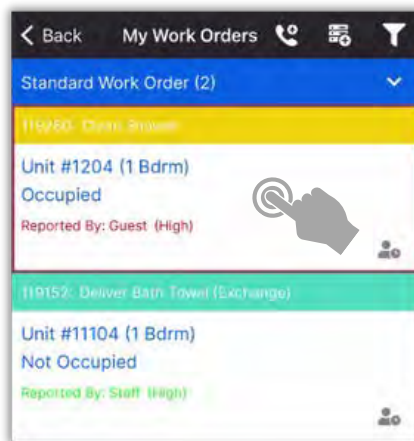 Back My Work Orders
Standard Work Order (2)
Unit #1204 (1 Bdrm)
Occupied
Reported By: Guest (High)
119152: Deliver Bath Towel (Exchange)
Unit #11104 (1 Bdrm)
Not Occupied
Reported By: Staff (High)